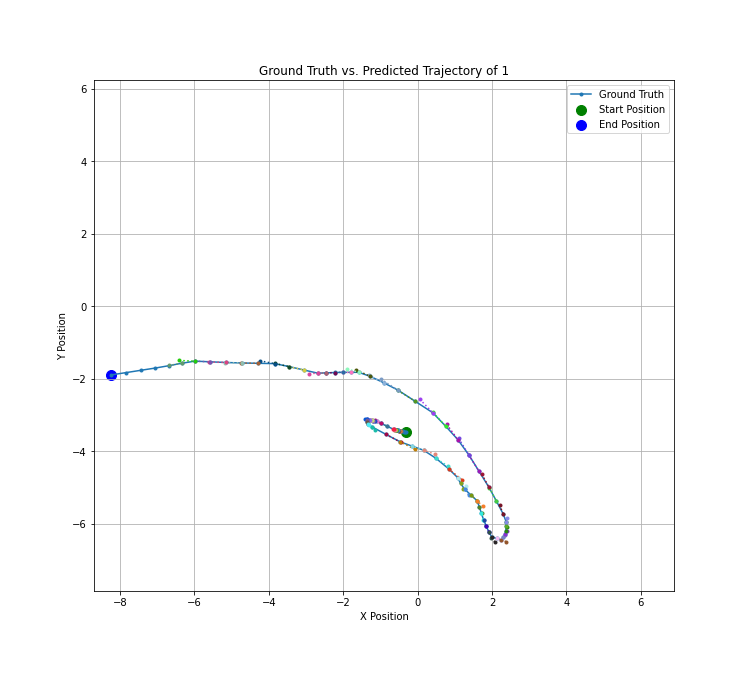 Ground Truth vs. Predicted Trajectory of 1
Ground Truth
Start Position
End Position
6
4
2
0
−2
−4
−6
Y Position
−8 −6 −4 −2 0 2 4 6
X Position